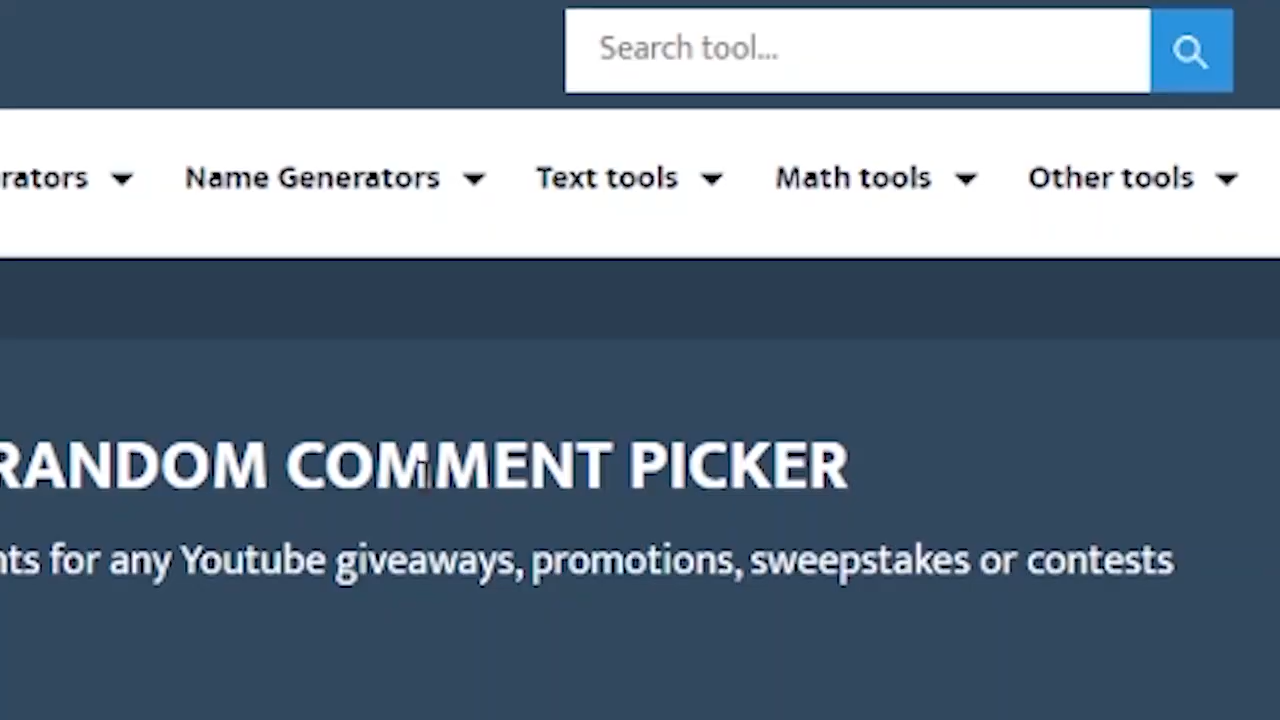 Search tool...
rators Name Generators Text tools Math tools Other tools
RANDOM COMMENT PICKER
nts for any Youtube giveaways, promotions, sweepstakes or contests